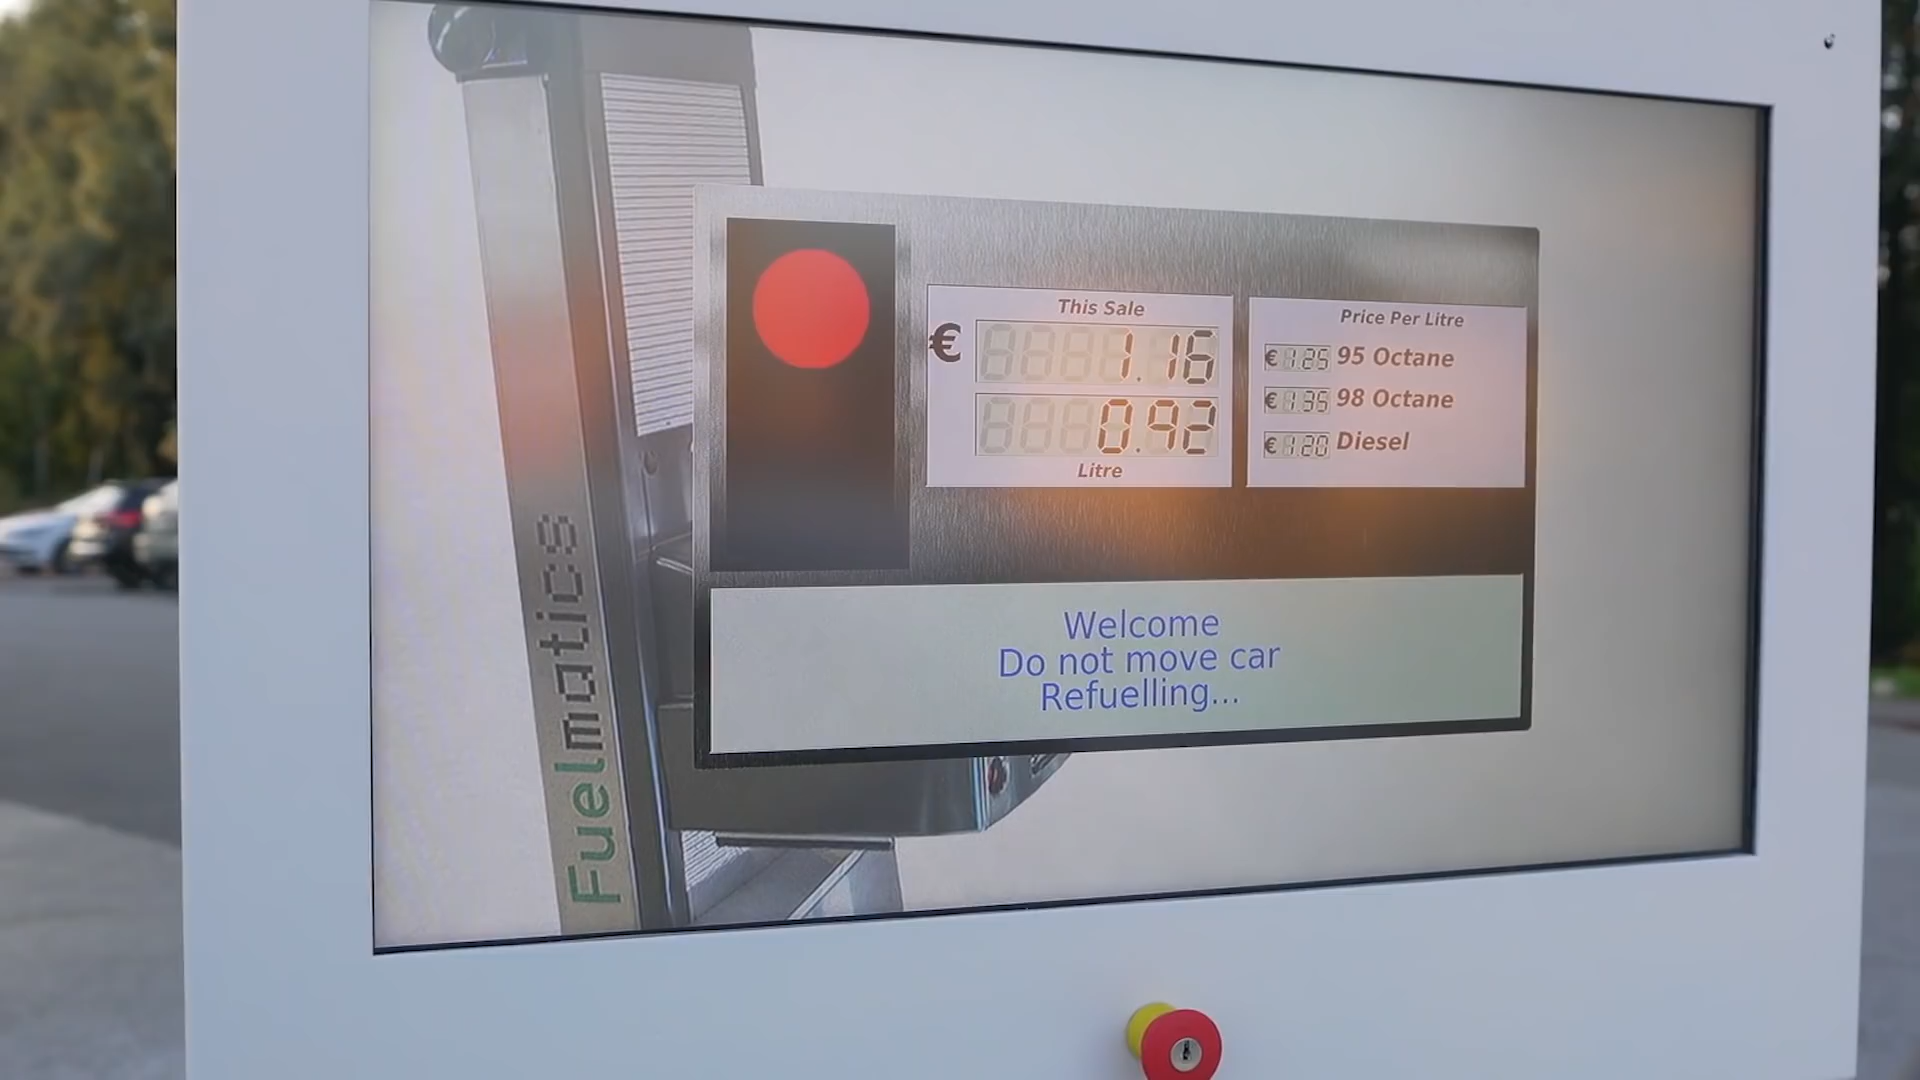 Fuelmatics
This Sale
€ 1.16
0.92
Litre
Price Per Litre
€ 1.25 95 Octane
€ 1.35 98 Octane
€ 1.20 Diesel
Welcome
Do not move car
Refuelling...